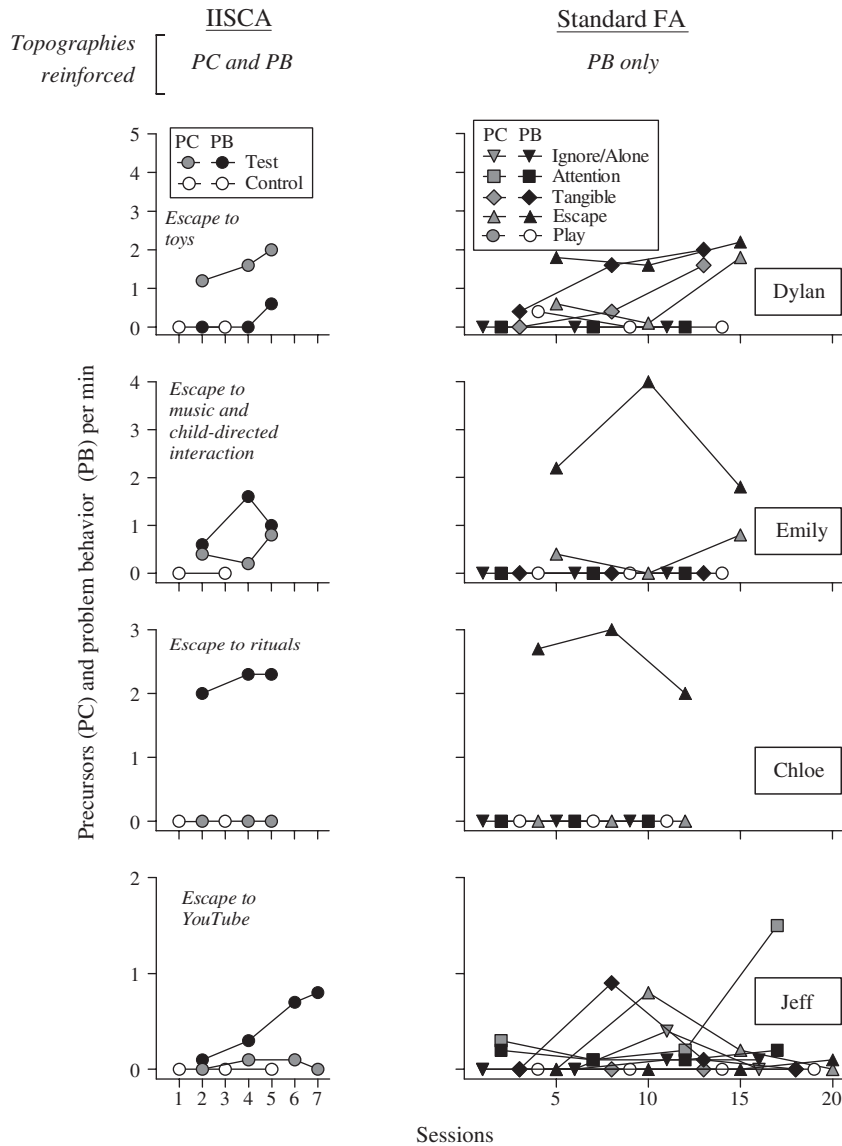 IISCA
Standard FA
Topographies
reinforced
PC and PB
PB only
PC PB
Test
Control
Escape to
toys
5
4
3
2
1
0
PC PB
Ignore/Alone
Attention
Tangible
Escape
Play
Dylan
Precursors (PC) and problem behavior (PB) per min
Escape to
music and
child-directed
interaction
4
3
2
1
0
Emily
Escape to rituals
3
2
1
0
Chloe
Escape to
YouTube
2
1
0
1 2 3 4 5 6 7
Jeff
5 10 15 20
Sessions